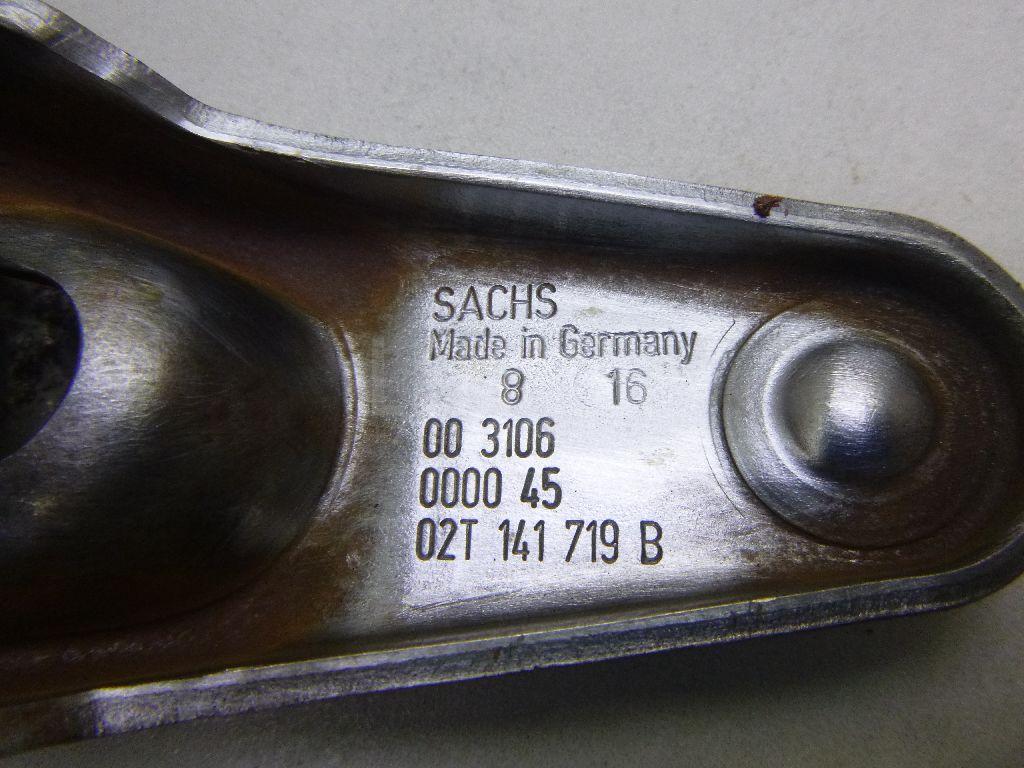 SACHS
Made in Germany
8 16
00 3106
0000 45
02T 141 719 B